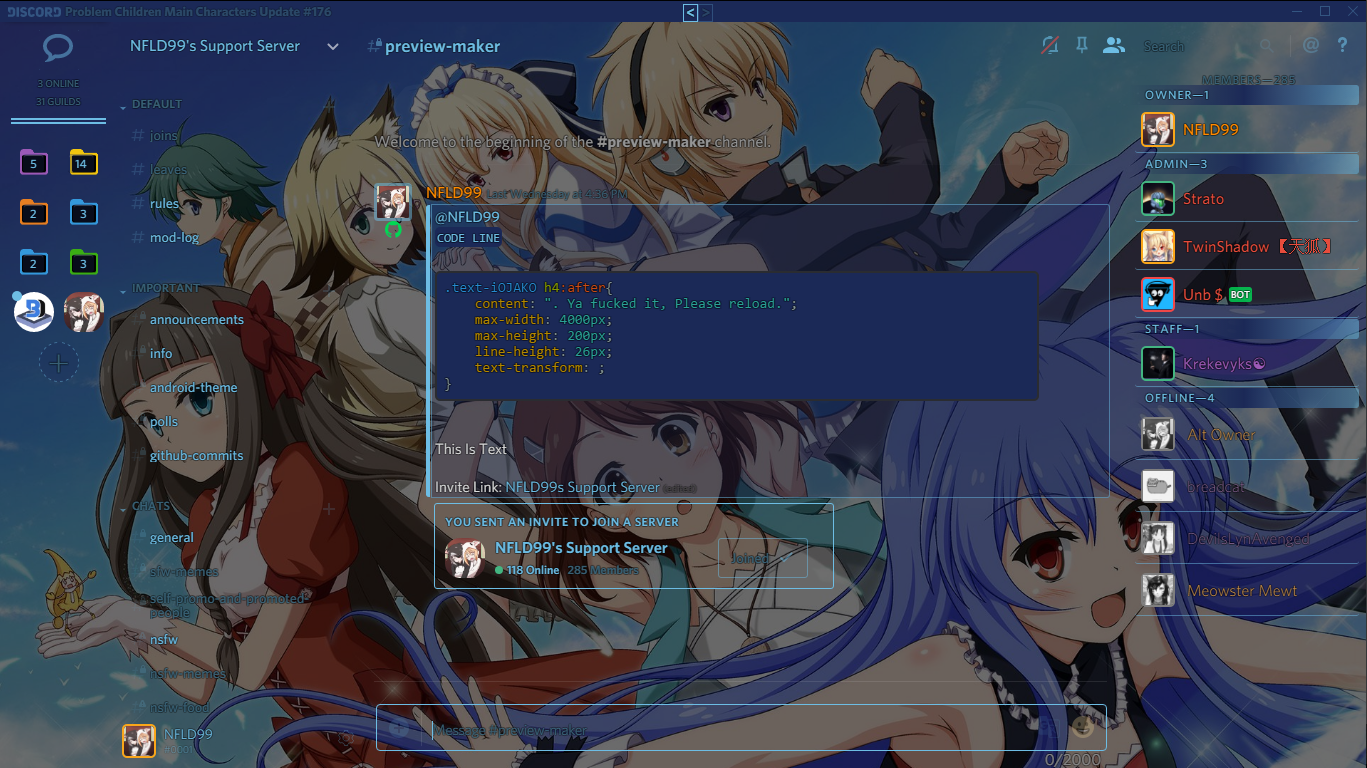 DISCORD Problem Children Main Characters Update #176
< >
NFLD99's Support Server
#preview-maker
Search
@ ?
3 ONLINE
31 GUILDS
5
14
2
3
2
3
DEFAULT
# joins
# leaves
rules
mod-log
IMPORTANT
announcements
info
android-theme
polls
github-commits
CHATS
general
sfw-memes
self-promo-and-promoted-
people
nsfw
nsfw-memes
nsfw-food
NFLD99
Welcome to the beginning of the #preview-maker channel.
NFLD99 Last Wednesday at 4:36 PM
@NFLD99
CODE LINE
.text-iOJAKO h4:after{
content: ". Ya fucked it, Please reload.";
max-width: 4000px;
max-height: 200px;
line-height: 26px;
text-transform: ;
}
This Is Text
Invite Link: NFLD99s Support Server (edited)
YOU SENT AN INVITE TO JOIN A SERVER
NFLD99's Support Server
118 Online 285 Members
Joined
Message #preview-maker
0/2000
MEMBERS—285
OWNER—1
NFLD99
ADMIN—3
Strato
TwinShadow 【天狐】
Unb $ BOT
STAFF—1
Krekevyks☯
OFFLINE—4
Alt Owner
breadcat
DevilsLynAvenged
Meowster Mewt